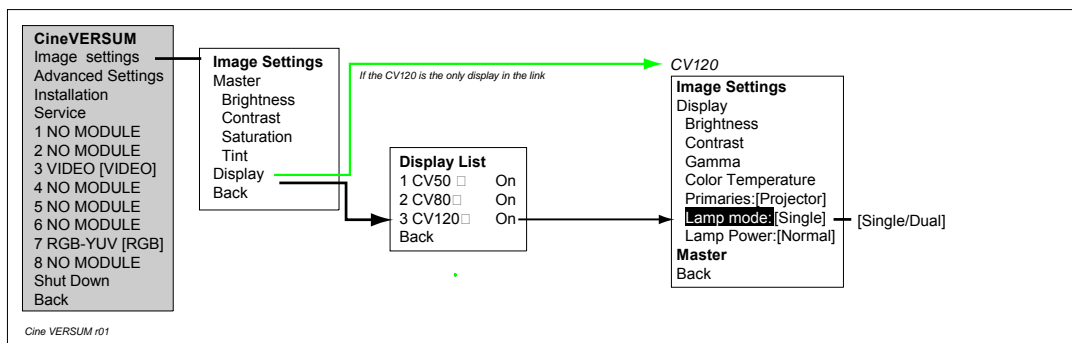 CineVERSUM
Image settings
Advanced Settings
Installation
Service
1 NO MODULE
2 NO MODULE
3 VIDEO [VIDEO]
4 NO MODULE
5 NO MODULE
6 NO MODULE
7 RGB-YUV [RGB]
8 NO MODULE
Shut Down
Back
Cine VERSUM r01
Image Settings
Master
Brightness
Contrast
Saturation
Tint
Display
Back
If the CV120 is the only display in the link
Display List
1 CV50 □ On
2 CV80□ On
3 CV120□ On
Back
CV120
Image Settings
Display
Brightness
Contrast
Gamma
Color Temperature
Primaries:[Projector]
Lamp mode:[Single]
Lamp Power:[Normal]
Master
Back
[Single/Dual]